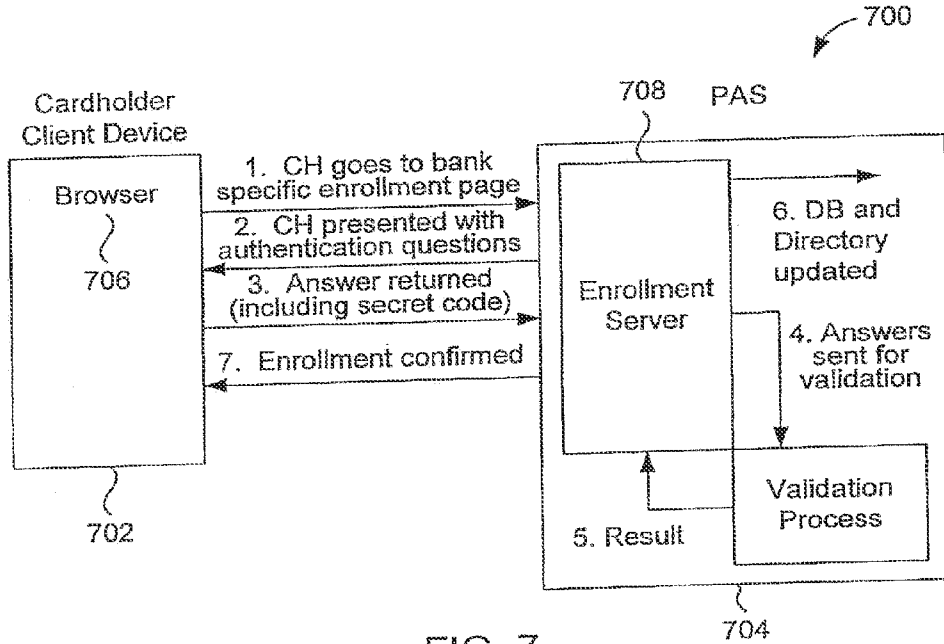 700
Cardholder
Client Device
708
PAS
Browser
706
1. CH goes to bank
specific enrollment page
2. CH presented with
authentication questions
3. Answer returned
(including secret code)
7. Enrollment confirmed
Enrollment
Server
6. DB and
Directory
updated
4. Answers
sent for
validation
Validation
Process
5. Result
702
704
FIG. 7